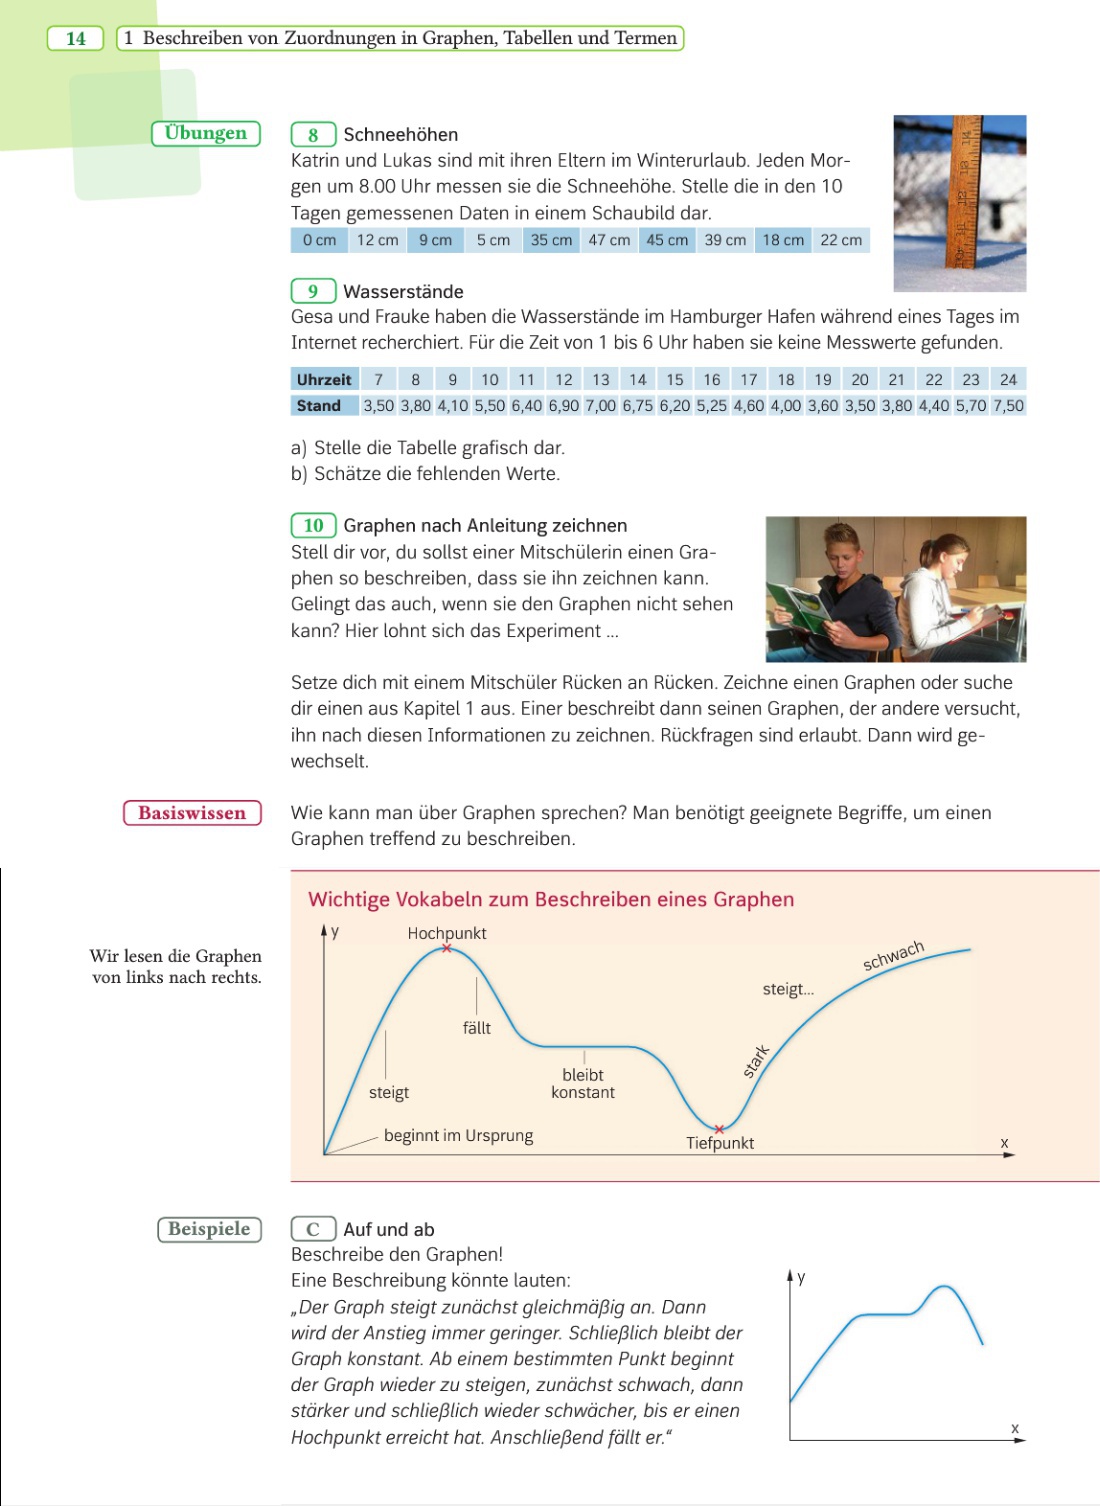 14
1 Beschreiben von Zuordnungen in Graphen, Tabellen und Termen
Übungen
8 Schneehöhen
Katrin und Lukas sind mit ihren Eltern im Winterurlaub. Jeden Mor-
gen um 8.00 Uhr messen sie die Schneehöhe. Stelle die in den 10
Tagen gemessenen Daten in einem Schaubild dar.
0 cm 12 cm 9 cm 5 cm 35 cm 47 cm 45 cm 39 cm 18 cm 22 cm
14
13
12
11
9 Wasserstände
Gesa und Frauke haben die Wasserstände im Hamburger Hafen während eines Tages im
Internet recherchiert. Für die Zeit von 1 bis 6 Uhr haben sie keine Messwerte gefunden.
Uhrzeit 7 8 9 10 11 12 13 14 15 16 17 18 19 20 21 22 23 24
Stand 3,50 3,80 4,10 5,50 6,40 6,90 7,00 6,75 6,20 5,25 4,60 4,00 3,60 3,50 3,80 4,40 5,70 7,50
a) Stelle die Tabelle grafisch dar.
b) Schätze die fehlenden Werte.
10 Graphen nach Anleitung zeichnen
Stell dir vor, du sollst einer Mitschülerin einen Gra-
phen so beschreiben, dass sie ihn zeichnen kann.
Gelingt das auch, wenn sie den Graphen nicht sehen
kann? Hier lohnt sich das Experiment ...
Setze dich mit einem Mitschüler Rücken an Rücken. Zeichne einen Graphen oder suche
dir einen aus Kapitel 1 aus. Einer beschreibt dann seinen Graphen, der andere versucht,
ihn nach diesen Informationen zu zeichnen. Rückfragen sind erlaubt. Dann wird ge-
wechselt.
Basiswissen
Wie kann man über Graphen sprechen? Man benötigt geeignete Begriffe, um einen
Graphen treffend zu beschreiben.
Wir lesen die Graphen
von links nach rechts.
Wichtige Vokabeln zum Beschreiben eines Graphen
y
Hochpunkt
schwach
steigt...
fällt
stark
bleibt
konstant
steigt
beginnt im Ursprung
Tiefpunkt
x
Beispiele
C Auf und ab
Beschreibe den Graphen!
Eine Beschreibung könnte lauten:
„Der Graph steigt zunächst gleichmäßig an. Dann
wird der Anstieg immer geringer. Schließlich bleibt der
Graph konstant. Ab einem bestimmten Punkt beginnt
der Graph wieder zu steigen, zunächst schwach, dann
stärker und schließlich wieder schwächer, bis er einen
Hochpunkt erreicht hat. Anschließend fällt er.“
y
x